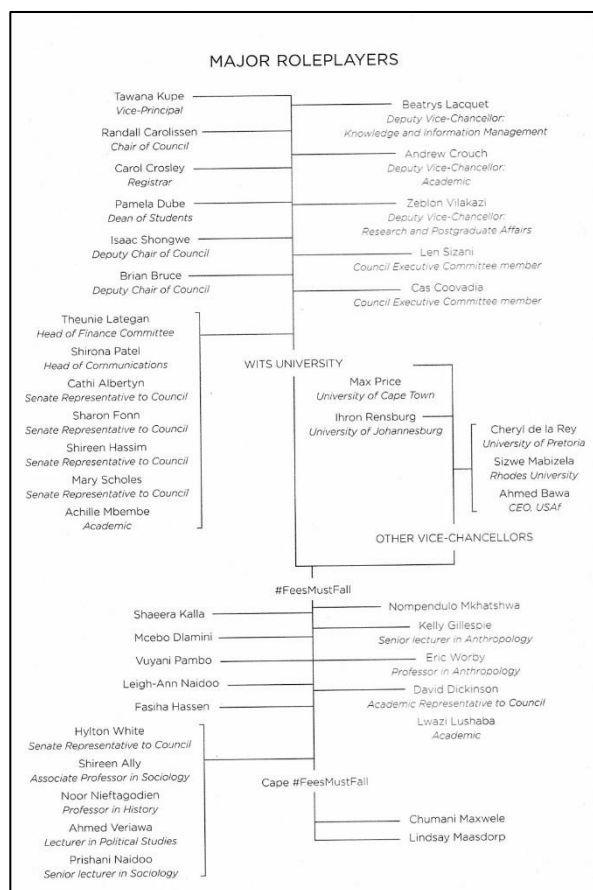 MAJOR ROLEPLAYERS
Tawana Kupe
Vice-Principal
Randall Carolissen
Chair of Council
Carol Crosley
Registrar
Pamela Dube
Dean of Students
Isaac Shongwe
Deputy Chair of Council
Brian Bruce
Deputy Chair of Council
Beatrys Lacquet
Deputy Vice-Chancellor:
Knowledge and Information Management
Andrew Crouch
Deputy Vice-Chancellor:
Academic
Zeblon Vilakazi
Deputy Vice-Chancellor:
Research and Postgraduate Affairs
Len Sizani
Council Executive Committee member
Cas Coovadia
Council Executive Committee member
Theunie Lategan
Head of Finance Committee
Shirona Patel
Head of Communications
Cathi Albertyn
Senate Representative to Council
Sharon Fonn
Senate Representative to Council
Shireen Hassim
Senate Representative to Council
Mary Scholes
Senate Representative to Council
Achille Mbembe
Academic
WITS UNIVERSITY
Max Price
University of Cape Town
Ihron Rensburg
University of Johannesburg
Cheryl de la Rey
University of Pretoria
Sizwe Mabizela
Rhodes University
Ahmed Bawa
CEO, USAf
OTHER VICE-CHANCELLORS
#FeesMustFall
Shaeera Kalla
Mcebo Dlamini
Vuyani Pambo
Leigh-Ann Naidoo
Fasiha Hassen
Nompendulo Mkhatshwa
Kelly Gillespie
Senior lecturer in Anthropology
Eric Worby
Professor in Anthropology
David Dickinson
Academic Representative to Council
Lwazi Lushaba
Academic
Hylton White
Senate Representative to Council
Shireen Ally
Associate Professor in Sociology
Noor Nieftagodien
Professor in History
Ahmed Veriawa
Lecturer in Political Studies
Prishani Naidoo
Senior lecturer in Sociology
Cape #FeesMustFall
Chumani Maxwele
Lindsay Maasdorp